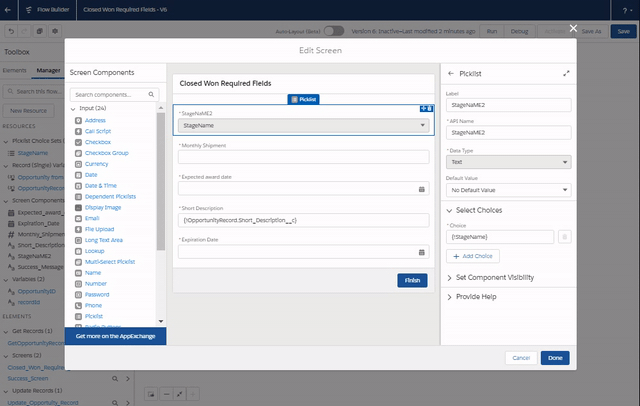 Flow Builder
Closed Won Required Fields - V6
?
Auto-Layout (Beta)
Version 6: Inactive—Last modified 2 minutes ago
Run
Debug
Save As
Save
Toolbox
Elements
Manager
Search this flow...
New Resource
RESOURCES
Picklist Choice Sets
StageName
Record (Single) Variables
Opportunity from
OpportunityRecord
Screen Components
Expected_award_
Expiration_Date
Monthly_Shipment
Short_Description
StageNaME2
Success_Message
Variables (2)
OpportunityID
recordId
ELEMENTS
Get Records (1)
GetOpportunityRecord
Screens (2)
Closed_Won_Required
Success_Screen
Update Records (1)
Update_Opportunity_Record
Edit Screen
Screen Components
Search components...
Input (24)
Address
Call Script
Checkbox
Checkbox Group
Currency
Date
Date & Time
Dependent Picklists
Display Image
Email
File Upload
Long Text Area
Lookup
Multi-Select Picklist
Name
Number
Password
Phone
Picklist
Radio Buttons
Get more on the AppExchange
Closed Won Required Fields
Picklist
* StageNaME2
StageName
* Monthly Shipment
* Expected award date
* Short Description
{!OpportunityRecord.Short_Description__c}
* Expiration Date
Finish
Picklist
Label
StageNaME2
* API Name
StageNaME2
* Data Type
Text
Default Value
No Default Value
Select Choices
* Choice
{!StageName}
+ Add Choice
Set Component Visibility
Provide Help
Cancel
Done